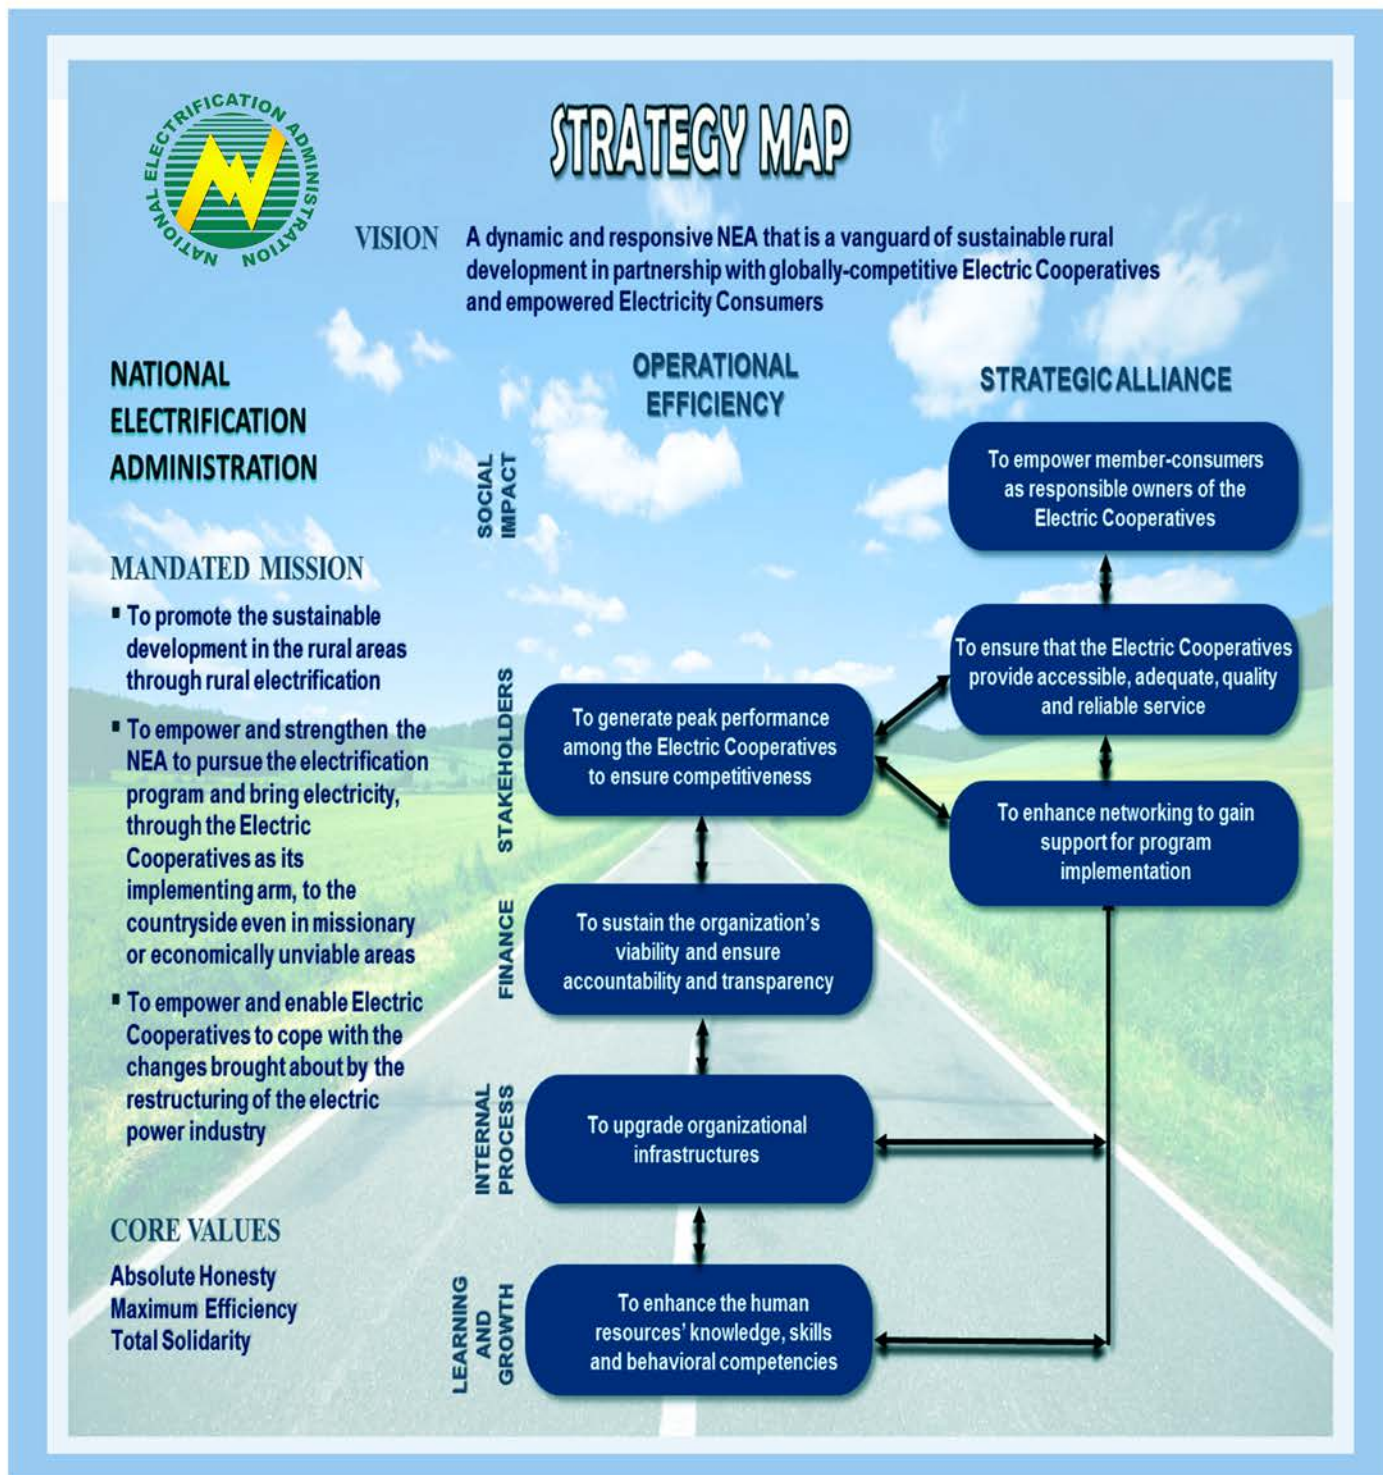 NATIONAL ELECTRIFICATION ADMINISTRATION
STRATEGY MAP
VISION
A dynamic and responsive NEA that is a vanguard of sustainable rural
development in partnership with globally-competitive Electric Cooperatives
and empowered Electricity Consumers
NATIONAL
ELECTRIFICATION
ADMINISTRATION
MANDATED MISSION
▪ To promote the sustainable
development in the rural areas
through rural electrification
▪ To empower and strengthen the
NEA to pursue the electrification
program and bring electricity,
through the Electric
Cooperatives as its
implementing arm, to the
countryside even in missionary
or economically unviable areas
▪ To empower and enable Electric
Cooperatives to cope with the
changes brought about by the
restructuring of the electric
power industry
CORE VALUES
Absolute Honesty
Maximum Efficiency
Total Solidarity
OPERATIONAL
EFFICIENCY
STRATEGIC ALLIANCE
SOCIAL
IMPACT
To empower member-consumers
as responsible owners of the
Electric Cooperatives
STAKEHOLDERS
To generate peak performance
among the Electric Cooperatives
to ensure competitiveness
To ensure that the Electric Cooperatives
provide accessible, adequate, quality
and reliable service
To enhance networking to gain
support for program
implementation
FINANCE
To sustain the organization's
viability and ensure
accountability and transparency
INTERNAL
PROCESS
To upgrade organizational
infrastructures
LEARNING
AND
GROWTH
To enhance the human
resources' knowledge, skills
and behavioral competencies